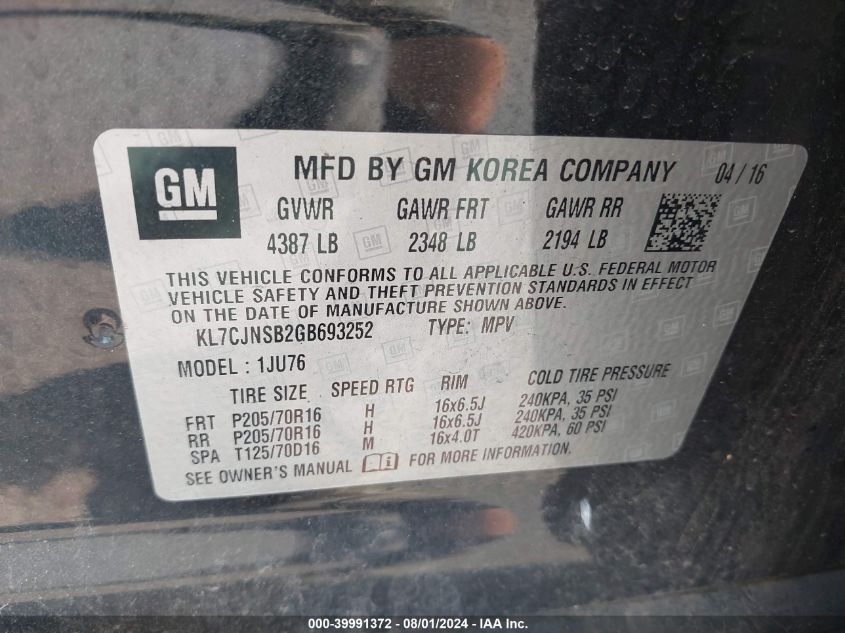 GM MFD BY GM KOREA COMPANY 04/16
GVWR GAWR FRT GAWR RR
4387 LB 2348 LB 2194 LB
THIS VEHICLE CONFORMS TO ALL APPLICABLE U.S. FEDERAL MOTOR
VEHICLE SAFETY AND THEFT PREVENTION STANDARDS IN EFFECT
ON THE DATE OF MANUFACTURE SHOWN ABOVE.
KL7CJNSB2GB693252 TYPE: MPV
MODEL : 1JU76
TIRE SIZE SPEED RTG RIM COLD TIRE PRESSURE
FRT P205/70R16 H 16x6.5J 240KPA, 35 PSI
RR P205/70R16 H 16x6.5J 240KPA, 35 PSI
SPA T125/70D16 M 16x4.0T 420KPA, 60 PSI
SEE OWNER'S MANUAL FOR MORE INFORMATION.
000-39991372 - 08/01/2024 - IAA Inc.